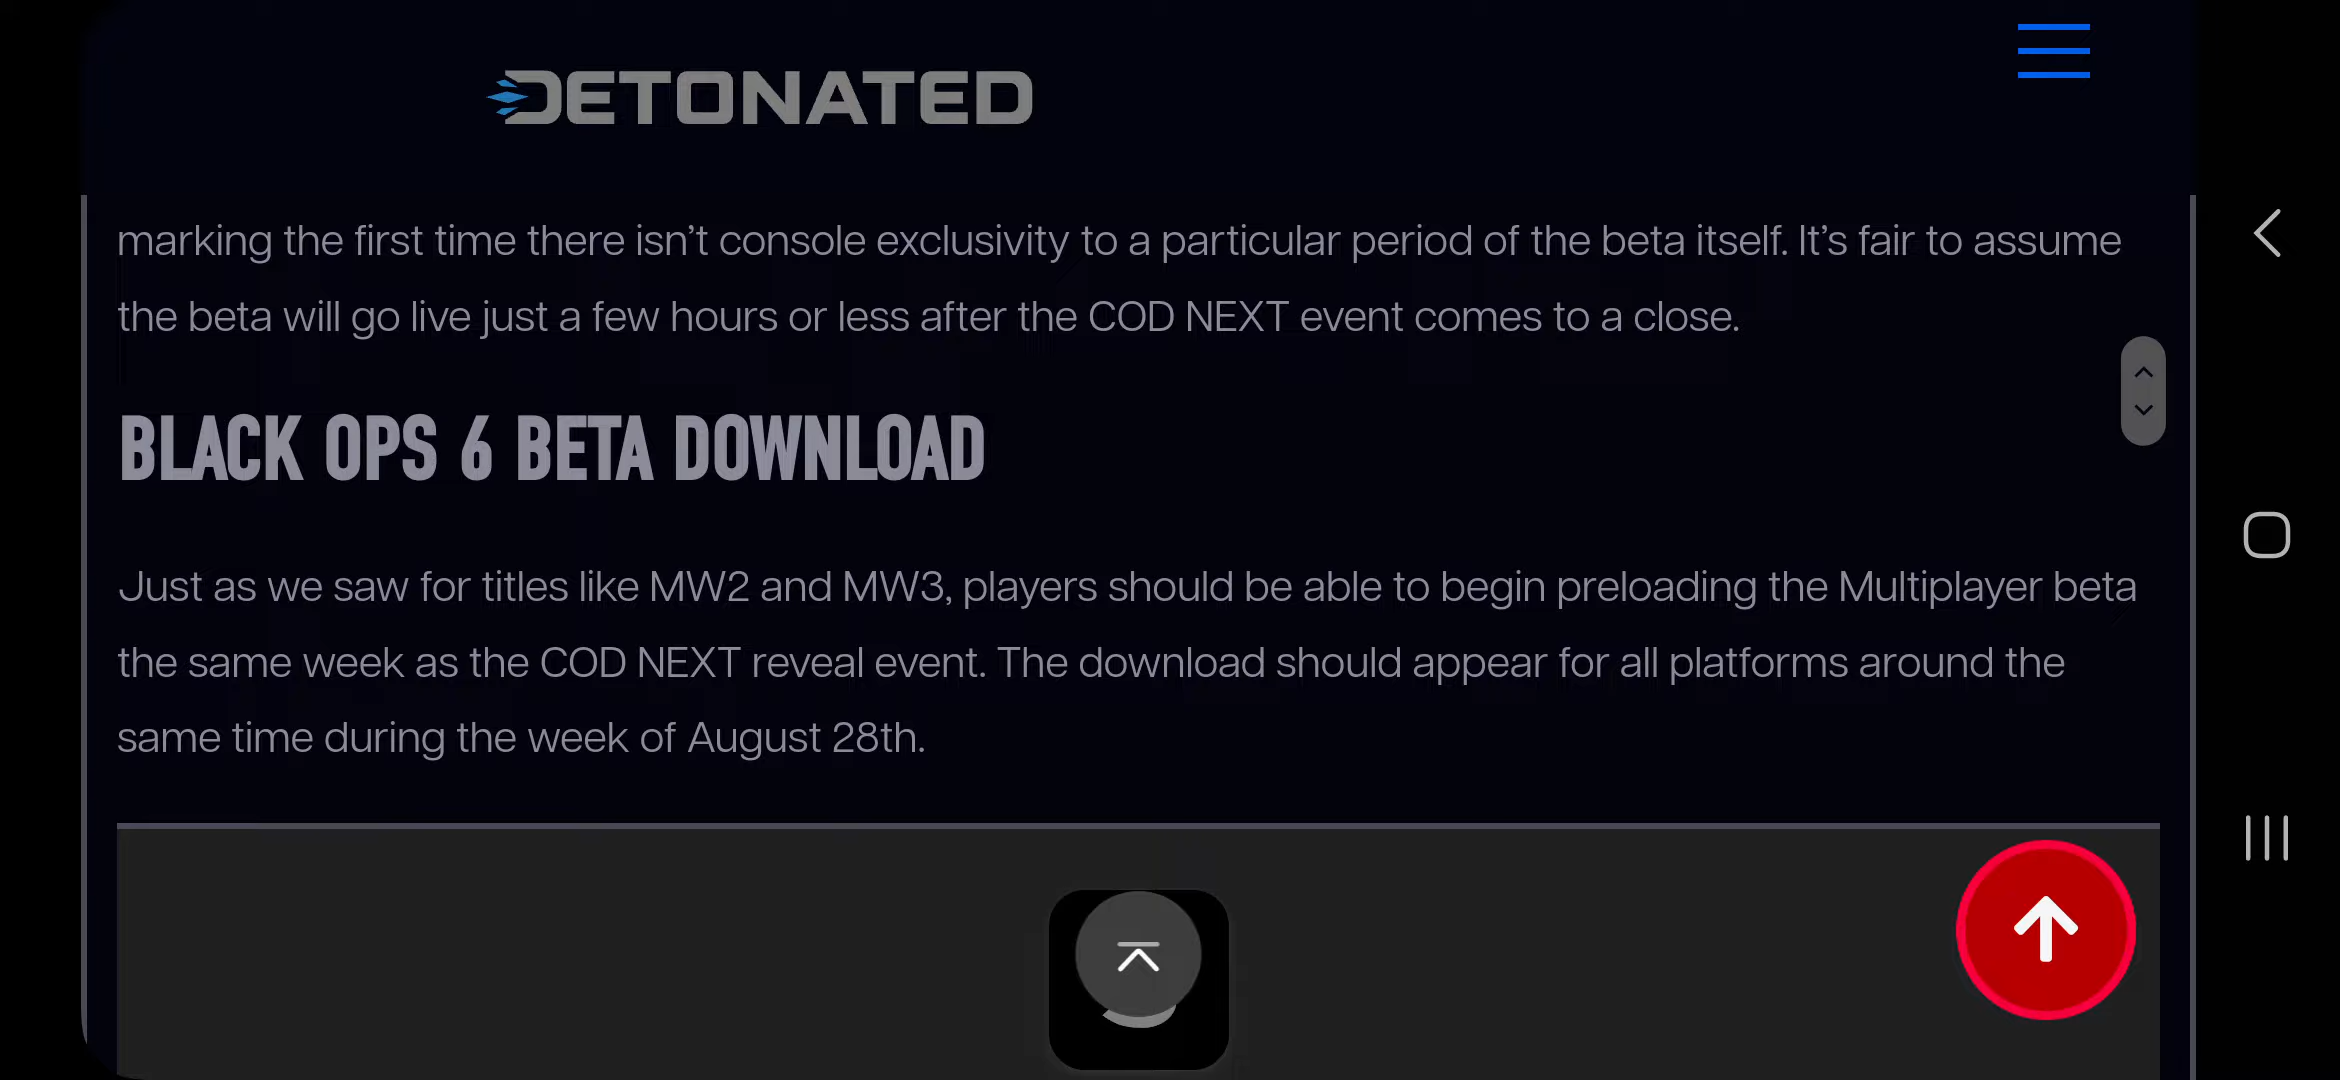 DETONATED
marking the first time there isn’t console exclusivity to a particular period of the beta itself. It’s fair to assume
the beta will go live just a few hours or less after the COD NEXT event comes to a close.
BLACK OPS 6 BETA DOWNLOAD
Just as we saw for titles like MW2 and MW3, players should be able to begin preloading the Multiplayer beta
the same week as the COD NEXT reveal event. The download should appear for all platforms around the
same time during the week of August 28th.